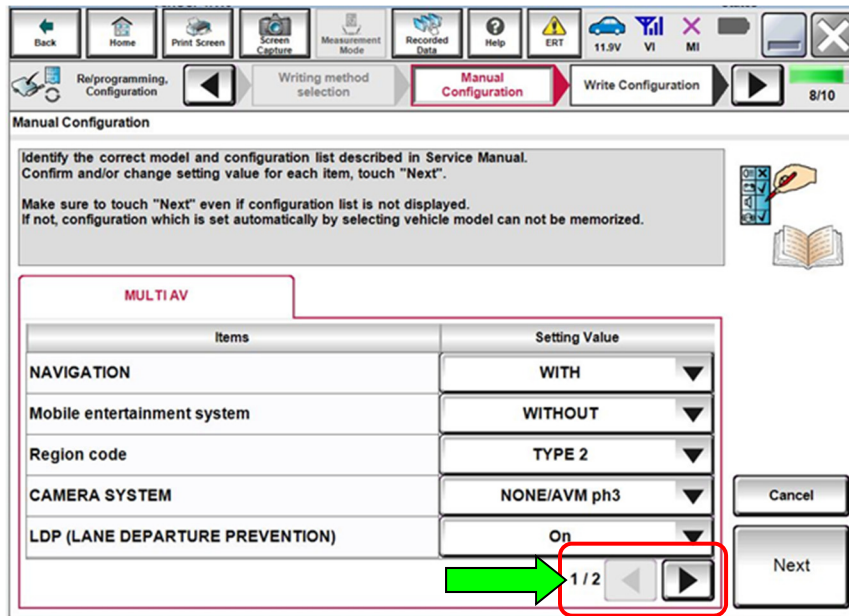 Back
Home
Print Screen
Screen
Capture
Measurement
Mode
Recorded
Data
Help
ERT
11.9V
VI
MI
Re/programming,
Configuration
Writing method
selection
Manual
Configuration
Write Configuration
8/10
Manual Configuration
Identify the correct model and configuration list described in Service Manual.
Confirm and/or change setting value for each item, touch "Next".
Make sure to touch "Next" even if configuration list is not displayed.
If not, configuration which is set automatically by selecting vehicle model can not be memorized.
MULTI AV
Items
Setting Value
NAVIGATION
WITH
Mobile entertainment system
WITHOUT
Region code
TYPE 2
CAMERA SYSTEM
NONE/AVM ph3
LDP (LANE DEPARTURE PREVENTION)
On
Cancel
1 / 2
Next